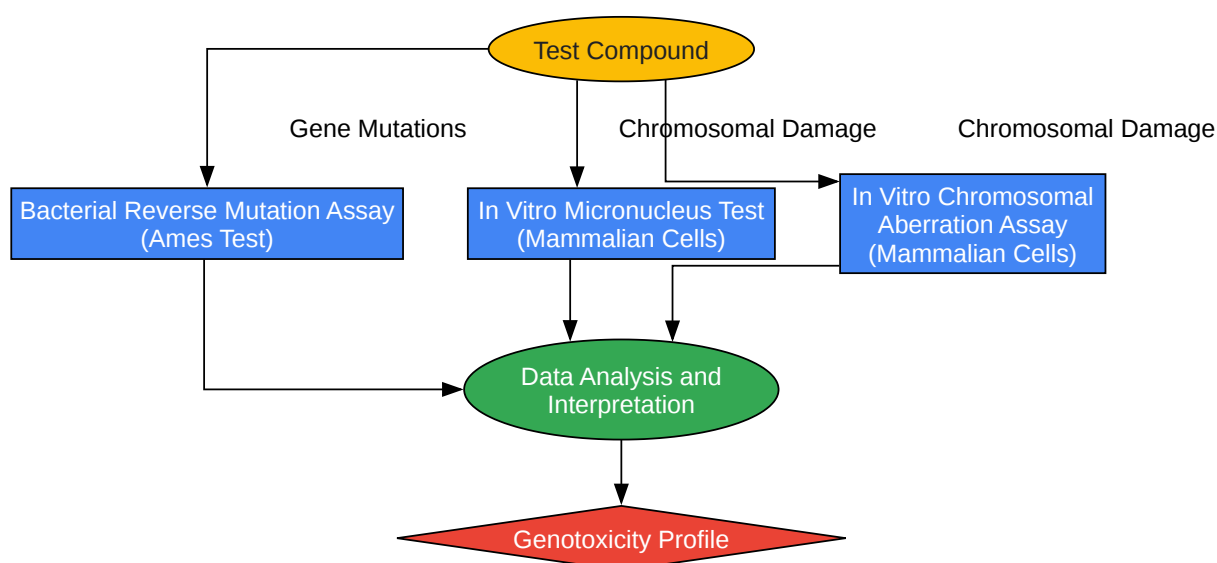 Test Compound
Gene Mutations
Chromosomal Damage
Chromosomal Damage
Bacterial Reverse Mutation Assay
(Ames Test)
In Vitro Micronucleus Test
(Mammalian Cells)
In Vitro Chromosomal
Aberration Assay
(Mammalian Cells)
Data Analysis and
Interpretation
Genotoxicity Profile